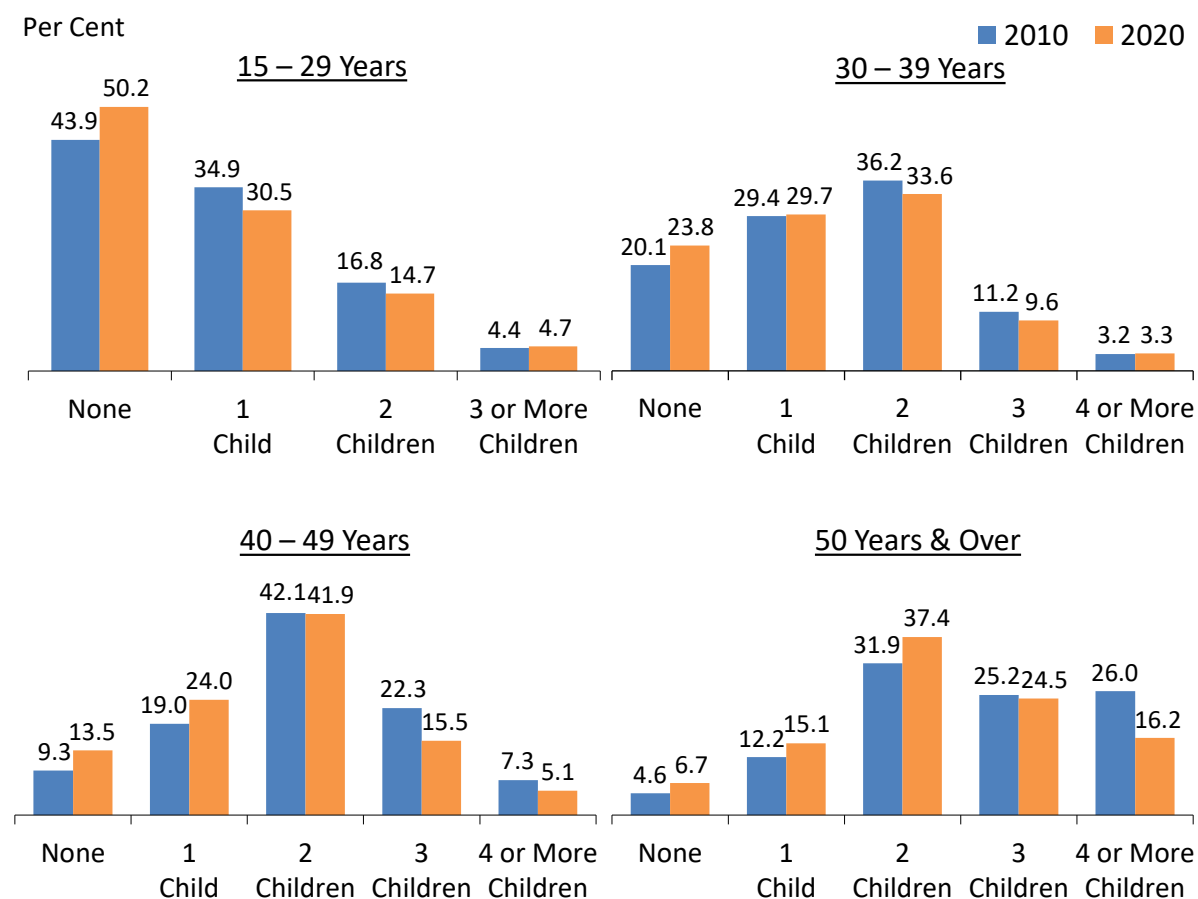 Per Cent
2010 2020
15 – 29 Years
43.9 50.2 34.9 30.5 16.8 14.7 4.4 4.7
None 1 2 3 or More
Child Children Children
30 – 39 Years
20.1 23.8 29.4 29.7 36.2 33.6 11.2 9.6 3.2 3.3
None 1 2 3 4 or More
Child Children Children Children
40 – 49 Years
9.3 13.5 19.0 24.0 42.1 41.9 22.3 15.5 7.3 5.1
None 1 2 3 4 or More
Child Children Children Children
50 Years & Over
4.6 6.7 12.2 15.1 31.9 37.4 25.2 24.5 26.0 16.2
None 1 2 3 4 or More
Child Children Children Children